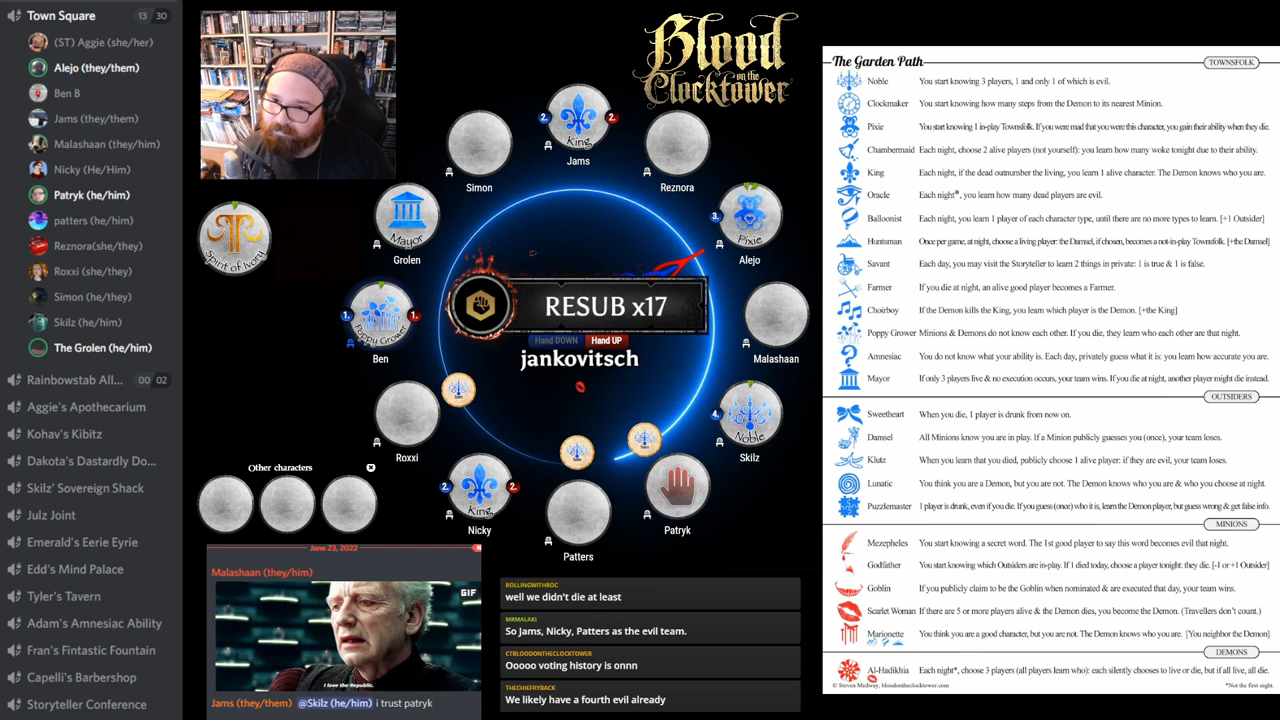 Town Square
13 / 30
(ST) Aggie (she/her)
Alejo (they/them)
Ben B
Jams (they/them)
Malashaan (they/them)
Nicky (He/Him)
Patryk (he/him)
patters (he/him)
Reznora(she/they)
Roxxi (she/they)
Simon (he/they)
Skilz (he/him)
The Grolen (he/him)
Rainbowstab All...
00 / 02
Aggie's Apothecarium
Kohav's Kibitz
Daxeta's Dastardly Do...
Skilz' Sovereign Shack
Julz Joint
Emerald's Eerie Eyrie
Edd's Mind Palace
Tyler's Tavern
Adam's Amnesiac Ability
Fran's Fintastic Fountain
Capelli's Barbershop
Storyteller Conference
Blood
on the
Clocktower
Spirit of Ivory
Simon
2.
King
2.
Jams
Reznora
Mayor
Grolen
3.
Pixie
Alejo
1.
Poppy Grower
1.
Ben
Malashaan
Roxxi
4.
Noble
Skilz
2.
King
2.
Nicky
Patters
Patryk
RESUB x17
Hand DOWN
Hand UP
jankovitsch
Other characters
June 23, 2022
Malashaan (they/him)
GIF
I love the Republic.
Jams (they/them) @Skilz (he/him) i trust patryk
ROLLINGWITHROC
well we didn't die at least
MRMALAKI
So Jams, Nicky, Patters as the evil team.
CTBLOODONTHECLOCKTOWER
Ooooo voting history is onnn
THECHIEFRYBACK
We likely have a fourth evil already
The Garden Path
TOWNSFOLK
Noble You start knowing 3 players, 1 and only 1 of which is evil.
Clockmaker You start knowing how many steps from the Demon to its nearest Minion.
Pixie You start knowing 1 in-play Townsfolk. If you were mad that you were this character, you gain their ability when they die.
Chambermaid Each night, choose 2 alive players (not yourself): you learn how many woke tonight due to their ability.
King Each night, if the dead outnumber the living, you learn 1 alive character. The Demon knows who you are.
Oracle Each night*, you learn how many dead players are evil.
Balloonist Each night, you learn 1 player of each character type, until there are no more types to learn. [+1 Outsider]
Huntsman Once per game, at night, choose a living player: the Damsel, if chosen, becomes a not-in-play Townsfolk. [+the Damsel]
Savant Each day, you may visit the Storyteller to learn 2 things in private: 1 is true & 1 is false.
Farmer If you die at night, an alive good player becomes a Farmer.
Choirboy If the Demon kills the King, you learn which player is the Demon. [+the King]
Poppy Grower Minions & Demons do not know each other. If you die, they learn who each other are that night.
Amnesiac You do not know what your ability is. Each day, privately guess what it is: you learn how accurate you are.
Mayor If only 3 players live & no execution occurs, your team wins. If you die at night, another player might die instead.
OUTSIDERS
Sweetheart When you die, 1 player is drunk from now on.
Damsel All Minions know you are in play. If a Minion publicly guesses you (once), your team loses.
Klutz When you learn that you died, publicly choose 1 alive player: if they are evil, your team loses.
Lunatic You think you are a Demon, but you are not. The Demon knows who you are & who you choose at night.
Puzzlemaster 1 player is drunk, even if you die. If you guess (once) who it is, learn the Demon player, but guess wrong & get false info.
MINIONS
Mezepheles You start knowing a secret word. The 1st good player to say this word becomes evil that night.
Godfather You start knowing which Outsiders are in-play. If 1 died today, choose a player tonight: they die. [-1 or +1 Outsider]
Goblin If you publicly claim to be the Goblin when nominated & are executed that day, your team wins.
Scarlet Woman If there are 5 or more players alive & the Demon dies, you become the Demon. (Travellers don't count.)
Marionette You think you are a good character, but you are not. The Demon knows who you are. [You neighbor the Demon]
DEMONS
Al-Hadikhia Each night*, choose 3 players (all players learn who): each silently chooses to live or die, but if all live, all die.
© Steven Medway, bloodontheclocktower.com
*Not the first night.